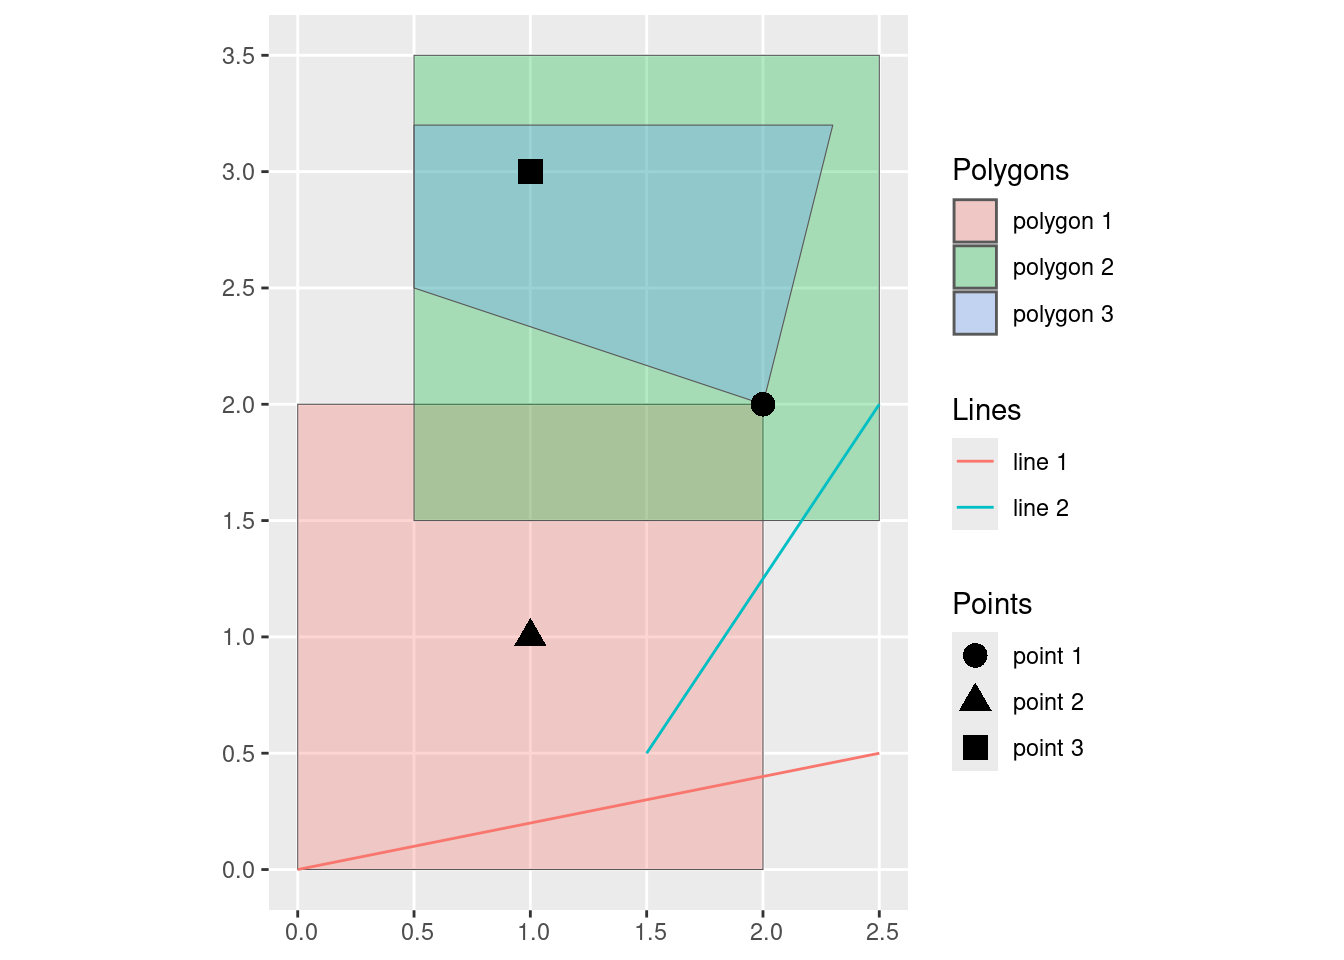 3.5
3.0
2.5
2.0
1.5
1.0
0.5
0.0
0.0 0.5 1.0 1.5 2.0 2.5
Polygons
polygon 1
polygon 2
polygon 3
Lines
line 1
line 2
Points
point 1
point 2
point 3